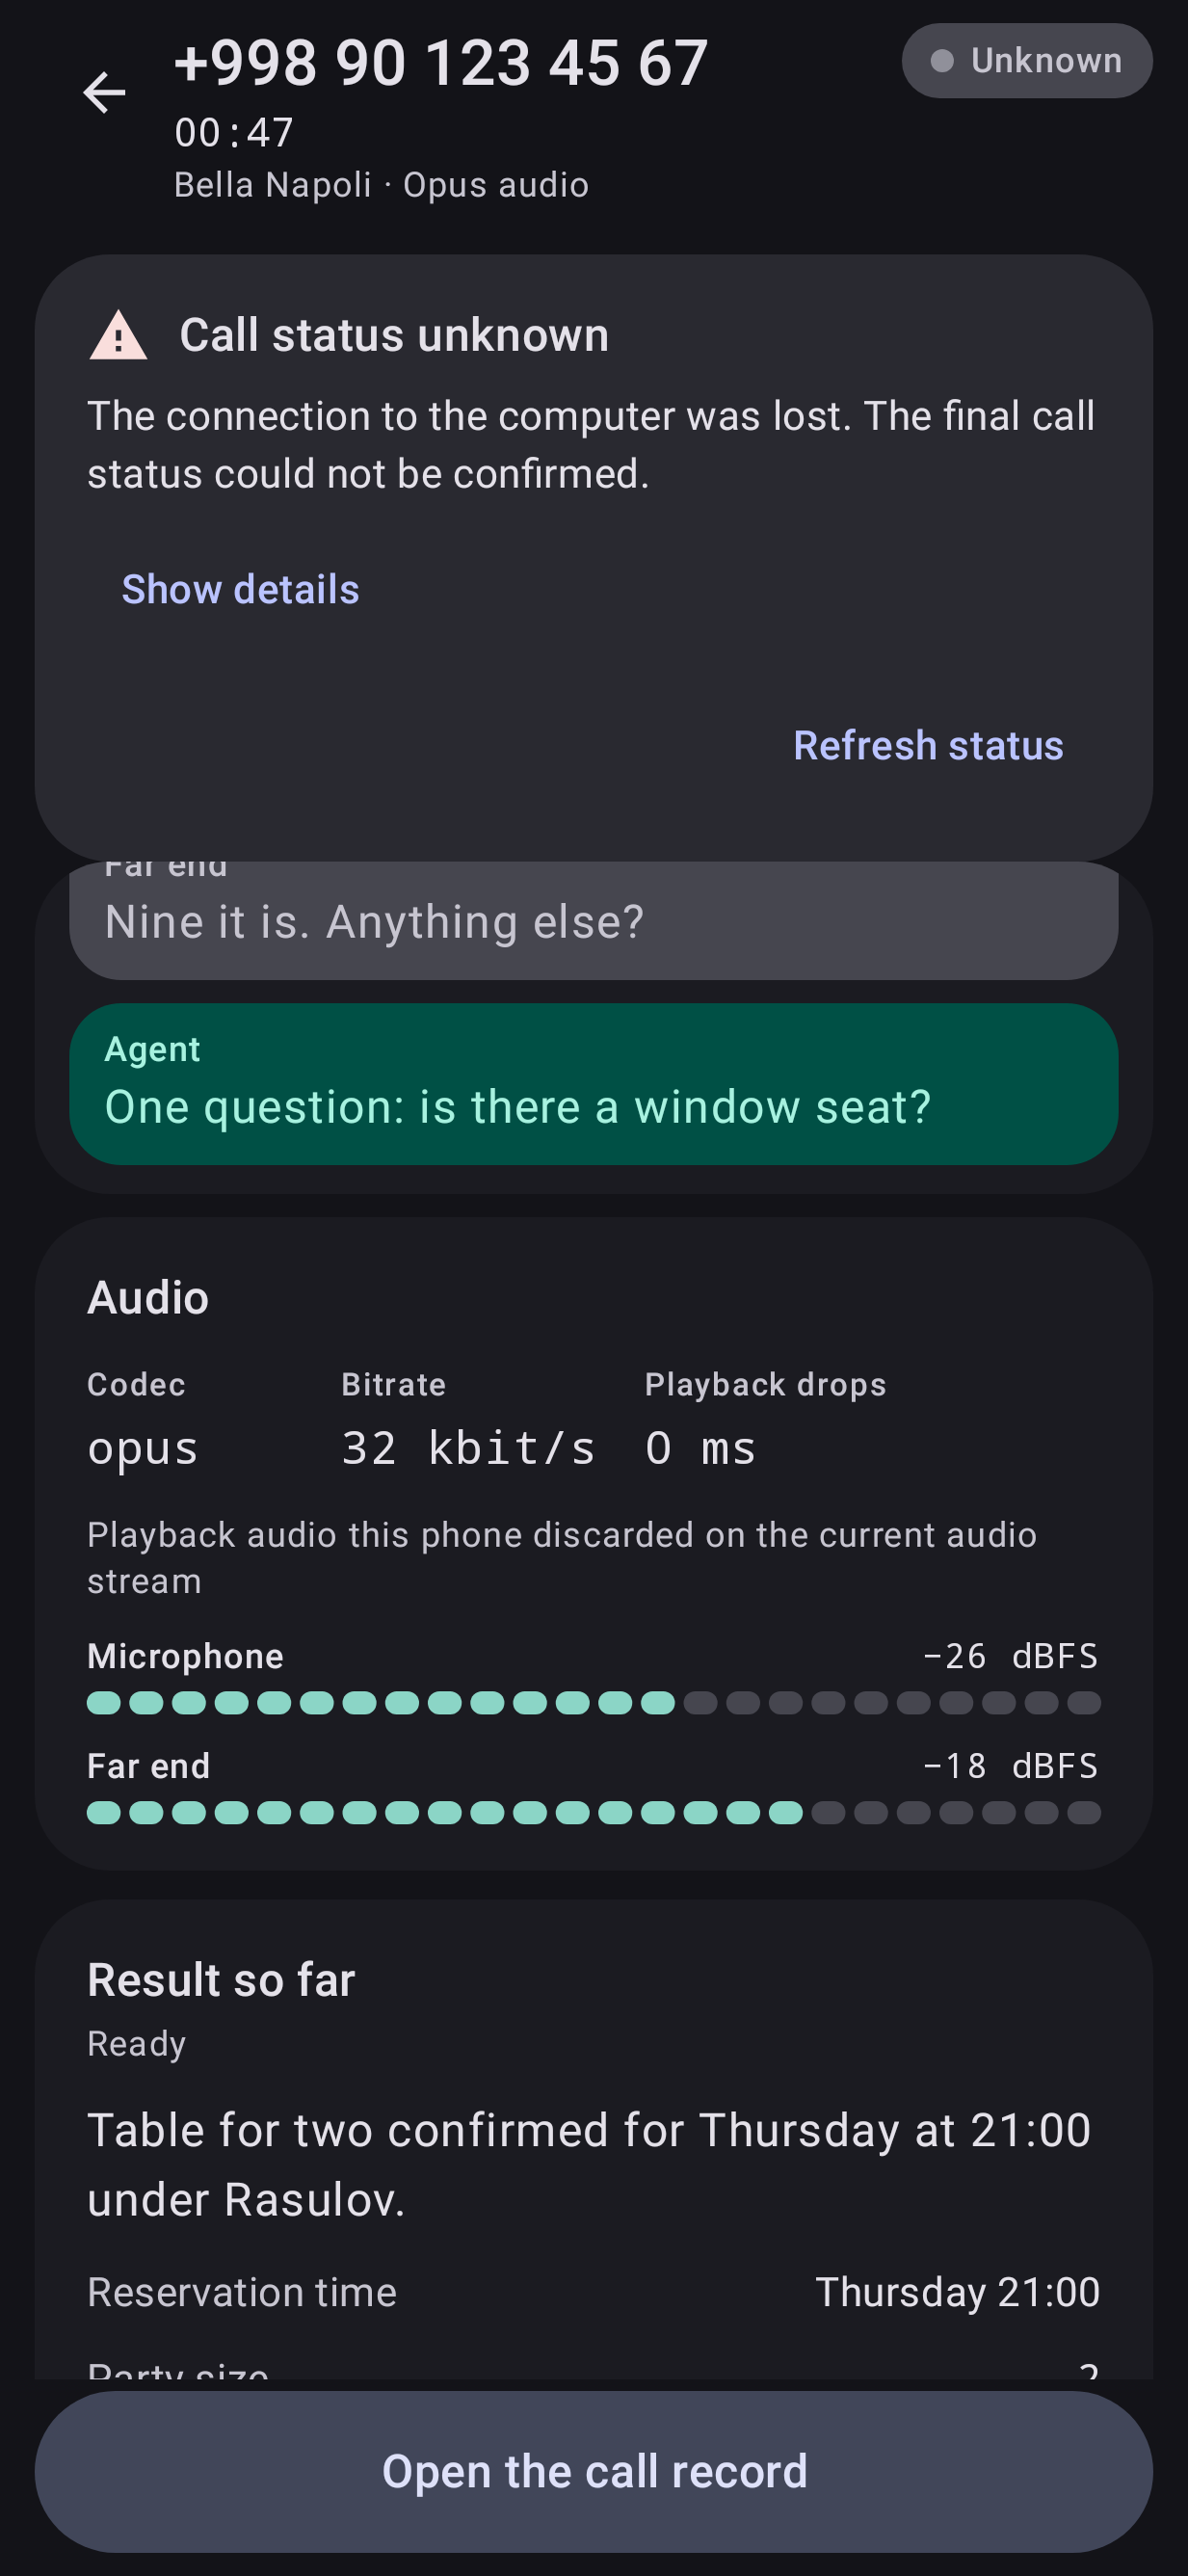 +998 90 123 45 67
Unknown
00:47
Bella Napoli · Opus audio
Call status unknown
The connection to the computer was lost. The final call
status could not be confirmed.
Show details
Refresh status
Far end
Nine it is. Anything else?
Agent
One question: is there a window seat?
Audio
Codec
Bitrate
Playback drops
opus
32 kbit/s
0 ms
Playback audio this phone discarded on the current audio
stream
Microphone
−26 dBFS
Far end
−18 dBFS
Result so far
Ready
Table for two confirmed for Thursday at 21:00
under Rasulov.
Reservation time
Thursday 21:00
Party size
2
Open the call record